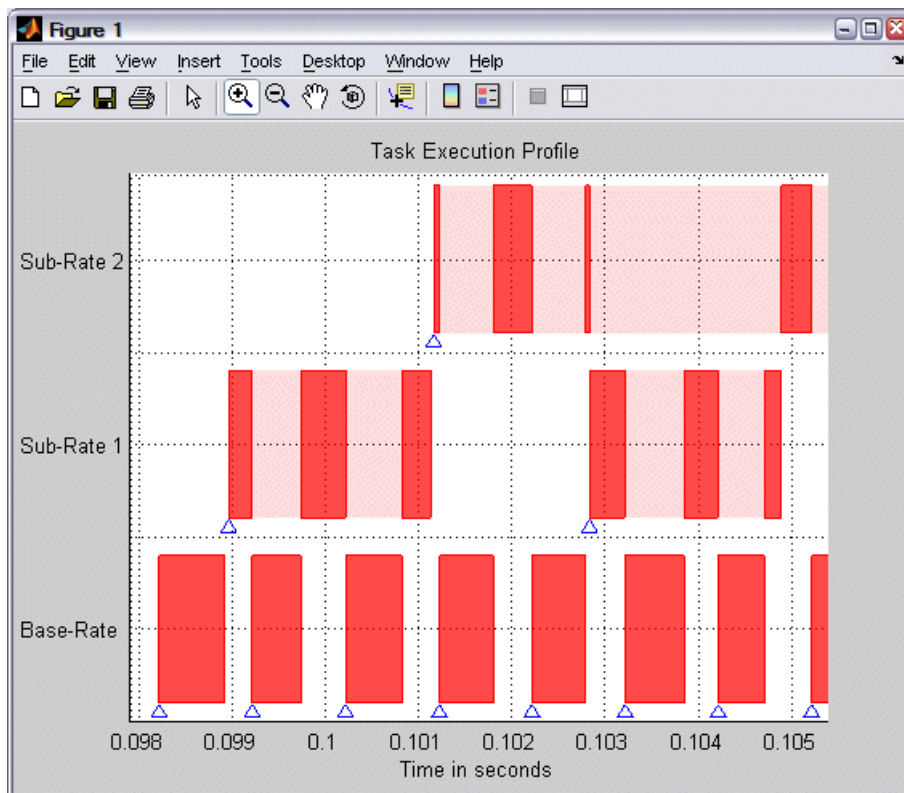 Figure 1
File Edit View Insert Tools Desktop Window Help
Task Execution Profile
Sub-Rate 2
Sub-Rate 1
Base-Rate
0.098 0.099 0.1 0.101 0.102 0.103 0.104 0.105
Time in seconds